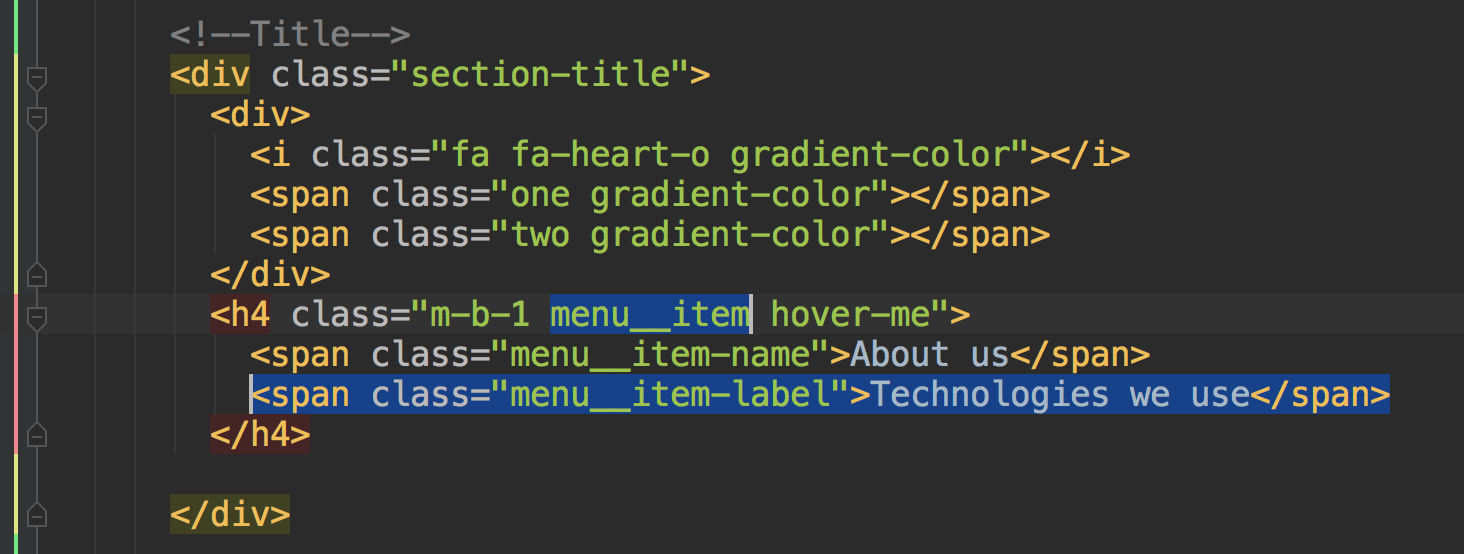 <!--Title-->
<div class="section-title">
<div>
<i class="fa fa-heart-o gradient-color"></i>
<span class="one gradient-color"></span>
<span class="two gradient-color"></span>
</div>
<h4 class="m-b-1 menu__item hover-me">
<span class="menu__item-name">About us</span>
<span class="menu__item-label">Technologies we use</span>
</h4>
</div>